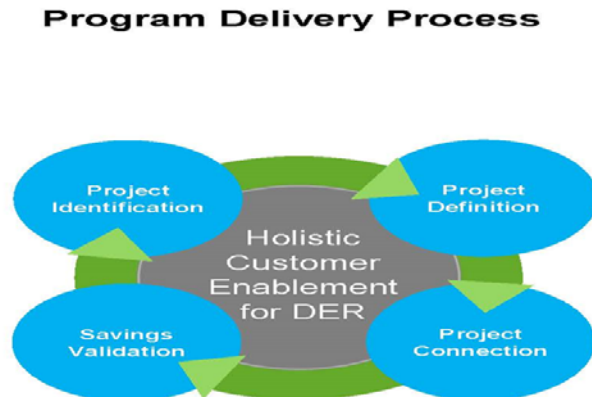 Program Delivery Process
Project
Identification
Project
Definition
Holistic
Customer
Enablement
for DER
Savings
Validation
Project
Connection